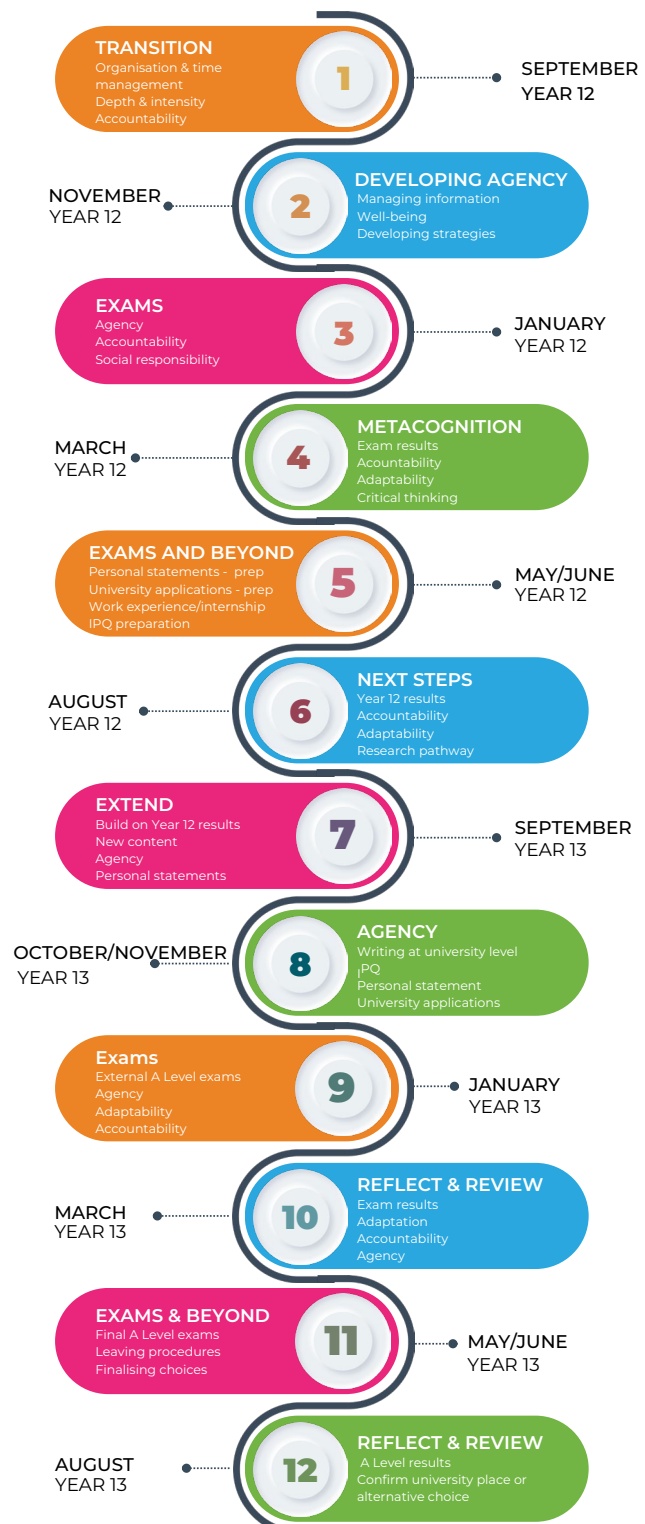 TRANSITION
Organisation & time
management
Depth & intensity
Accountability
1
SEPTEMBER
YEAR 12
NOVEMBER
YEAR 12
2
DEVELOPING AGENCY
Managing information
Well-being
Developing strategies
EXAMS
Agency
Accountability
Social responsibility
3
JANUARY
YEAR 12
MARCH
YEAR 12
4
METACOGNITION
Exam results
Acountability
Adaptability
Critical thinking
EXAMS AND BEYOND
Personal statements - prep
University applications - prep
Work experience/internship
IPQ preparation
5
MAY/JUNE
YEAR 12
AUGUST
YEAR 12
6
NEXT STEPS
Year 12 results
Accountability
Adaptability
Research pathway
EXTEND
Build on Year 12 results
New content
Agency
Personal statements
7
SEPTEMBER
YEAR 13
OCTOBER/NOVEMBER
YEAR 13
8
AGENCY
Writing at university level
IPQ
Personal statement
University applications
Exams
External A Level exams
Agency
Adaptability
Accountability
9
JANUARY
YEAR 13
MARCH
YEAR 13
10
REFLECT & REVIEW
Exam results
Adaptation
Accountability
Agency
EXAMS & BEYOND
Final A Level exams
Leaving procedures
Finalising choices
11
MAY/JUNE
YEAR 13
AUGUST
YEAR 13
12
REFLECT & REVIEW
A Level results
Confirm university place or
alternative choice